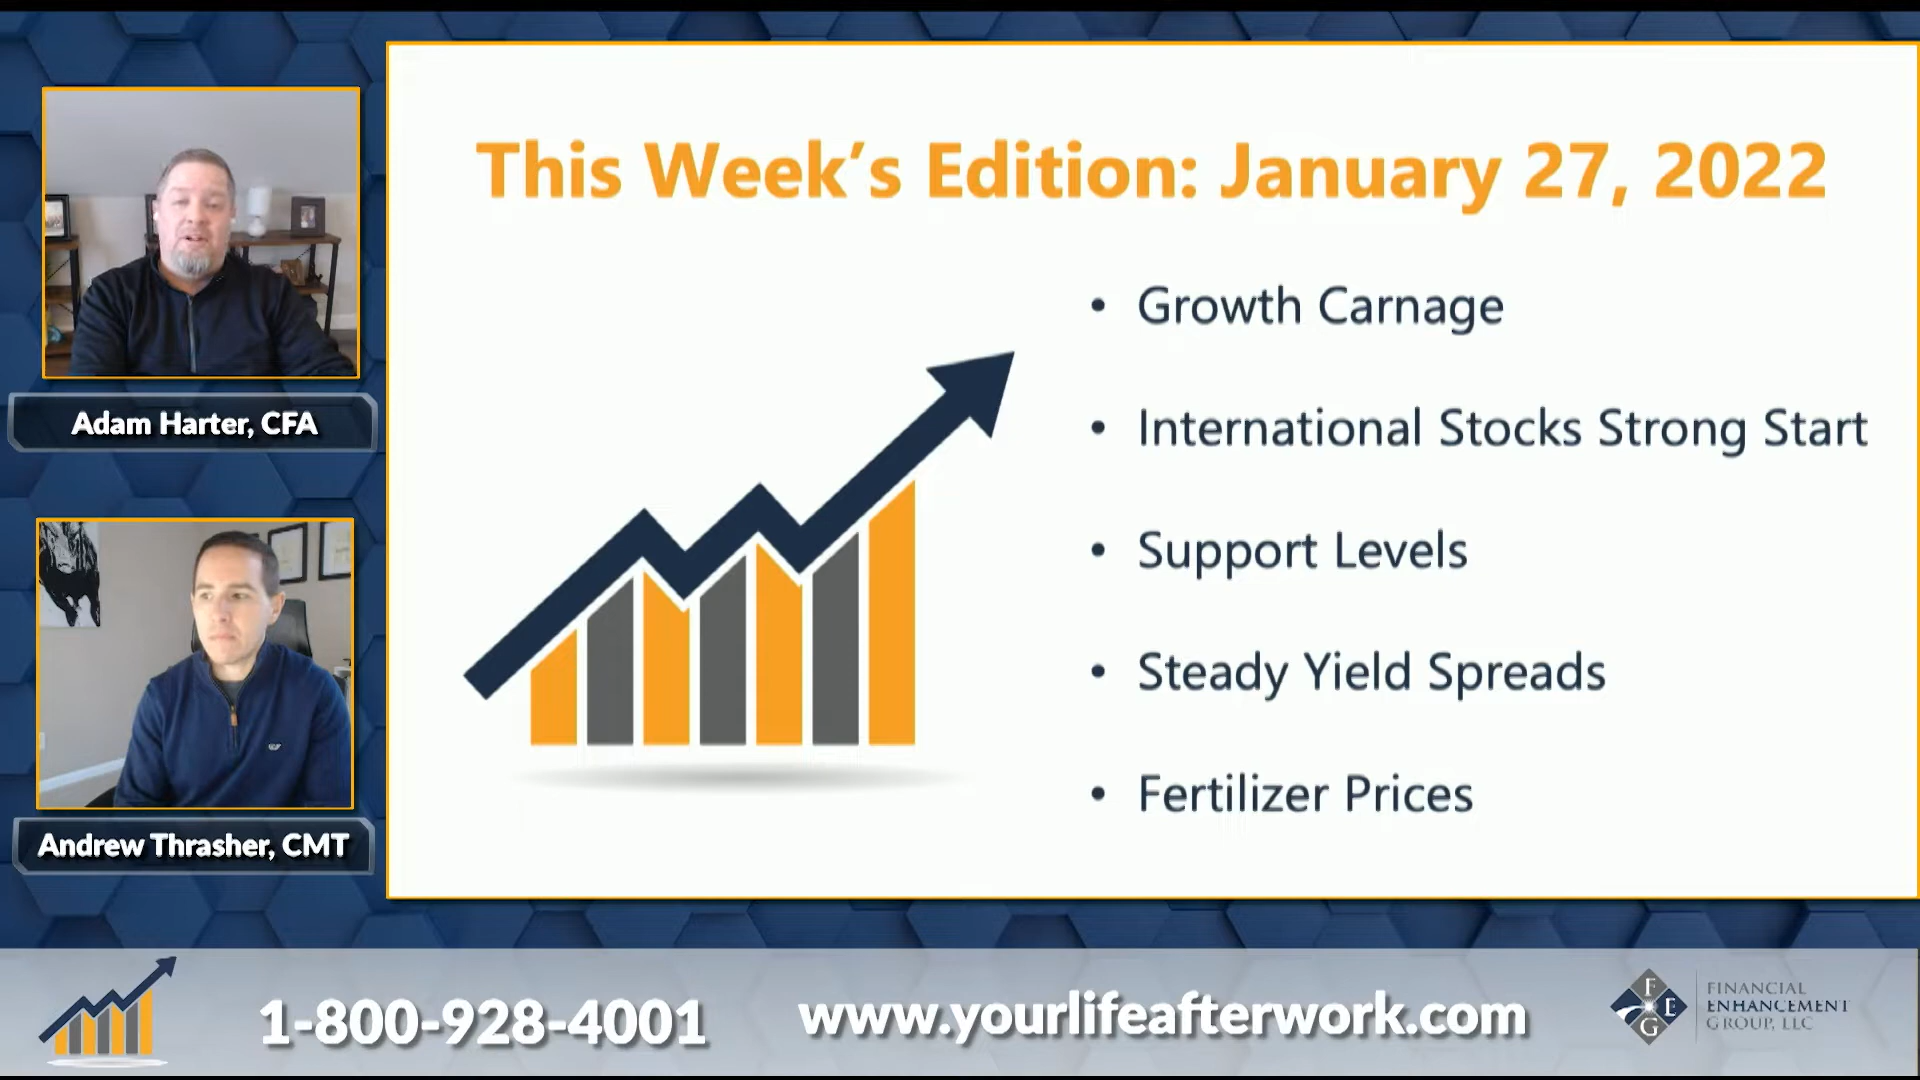 This Week's Edition: January 27, 2022
• Growth Carnage
• International Stocks Strong Start
• Support Levels
• Steady Yield Spreads
• Fertilizer Prices
Adam Harter, CFA
Andrew Thrasher, CMT
1-800-928-4001
www.yourlifeafterwork.com
F
E
G
FINANCIAL
ENHANCEMENT
GROUP, LLC